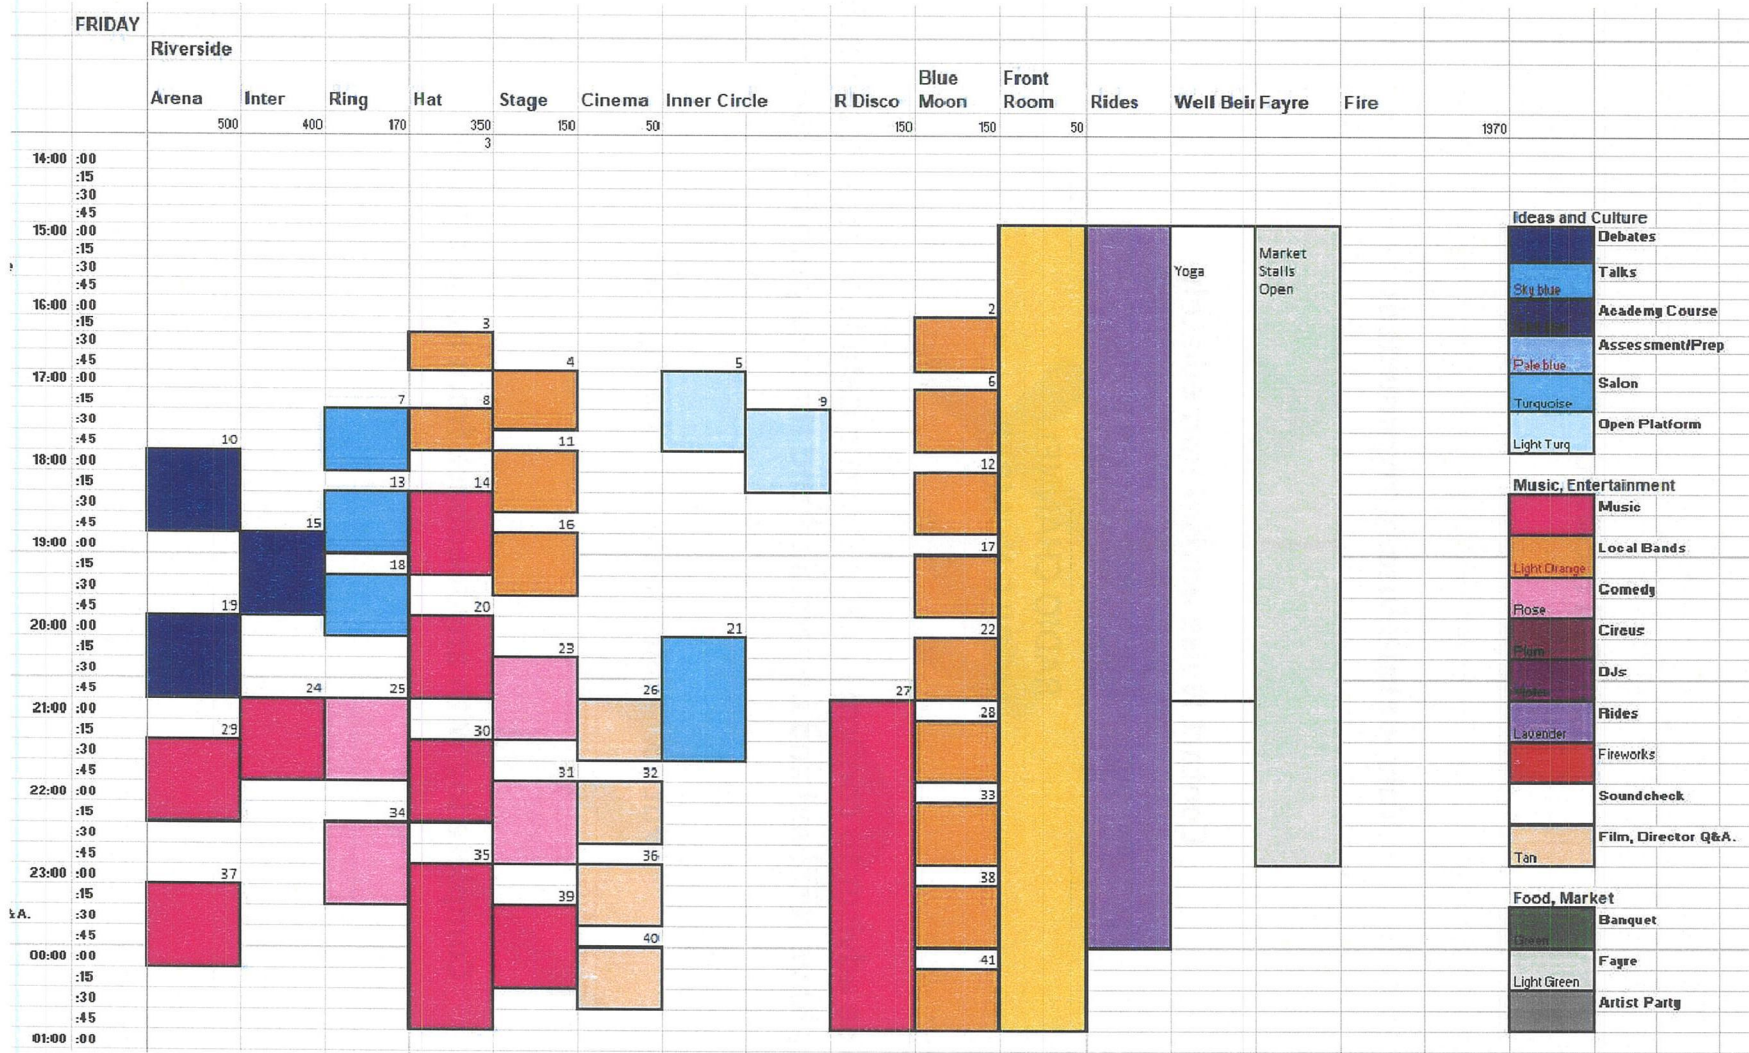 FRIDAY
Riverside
Arena Inter Ring Hat Stage Cinema Inner Circle R Disco Blue Moon Front Room Rides Well Bein Fayre Fire
500 400 170 350 150 50 150 150 50 1970
3
14:00 :00
:15
:30
:45
15:00 :00
:15
:30
:45
16:00 :00
:15
:30
:45
17:00 :00
:15
:30
:45
18:00 :00
:15
:30
:45
19:00 :00
:15
:30
:45
20:00 :00
:15
:30
:45
21:00 :00
:15
:30
:45
22:00 :00
:15
:30
:45
23:00 :00
:15
&A. :30
:45
00:00 :00
:15
:30
:45
01:00 :00
Yoga
Market
Stalls
Open
2
3
4
5
6
7
8
9
10
11
12
13
14
15
16
17
18
19
20
21
22
23
24
25
26
27
28
29
30
31
32
33
34
35
36
37
38
39
40
41
Ideas and Culture
Debates
Talks
Sky blue
Academy Course
Assessment/Prep
Pale blue
Salon
Turquoise
Open Platform
Light Turq
Music, Entertainment
Music
Local Bands
Light Orange
Comedy
Rose
Circus
Plum
DJs
Rides
Lavender
Fireworks
Soundcheck
Film, Director Q&A.
Tan
Food, Market
Banquet
Green
Fayre
Light Green
Artist Party